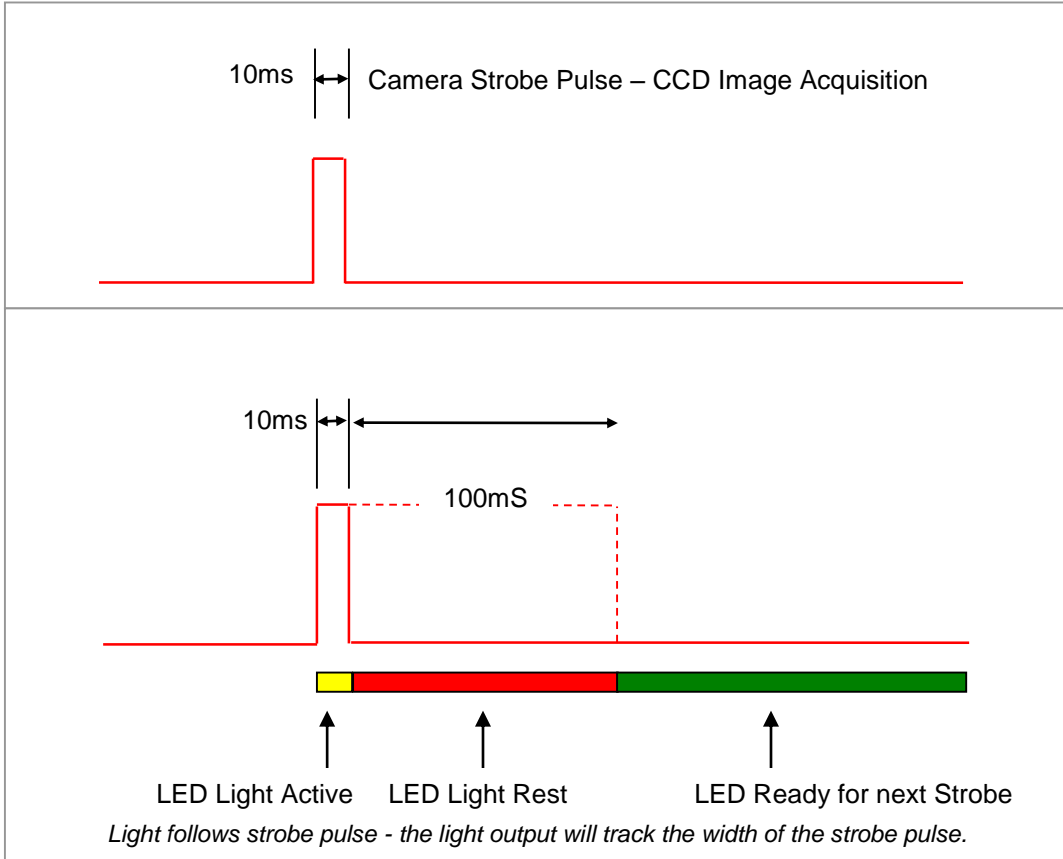 10ms Camera Strobe Pulse – CCD Image Acquisition
10ms
100mS
LED Light Active LED Light Rest LED Ready for next Strobe
Light follows strobe pulse - the light output will track the width of the strobe pulse.